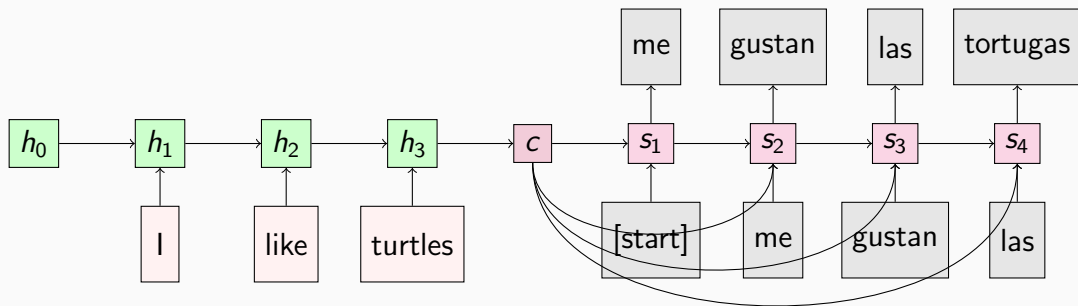 me gustan las tortugas
h₀ h₁ h₂ h₃ c s₁ s₂ s₃ s₄
I like turtles [start] me gustan las